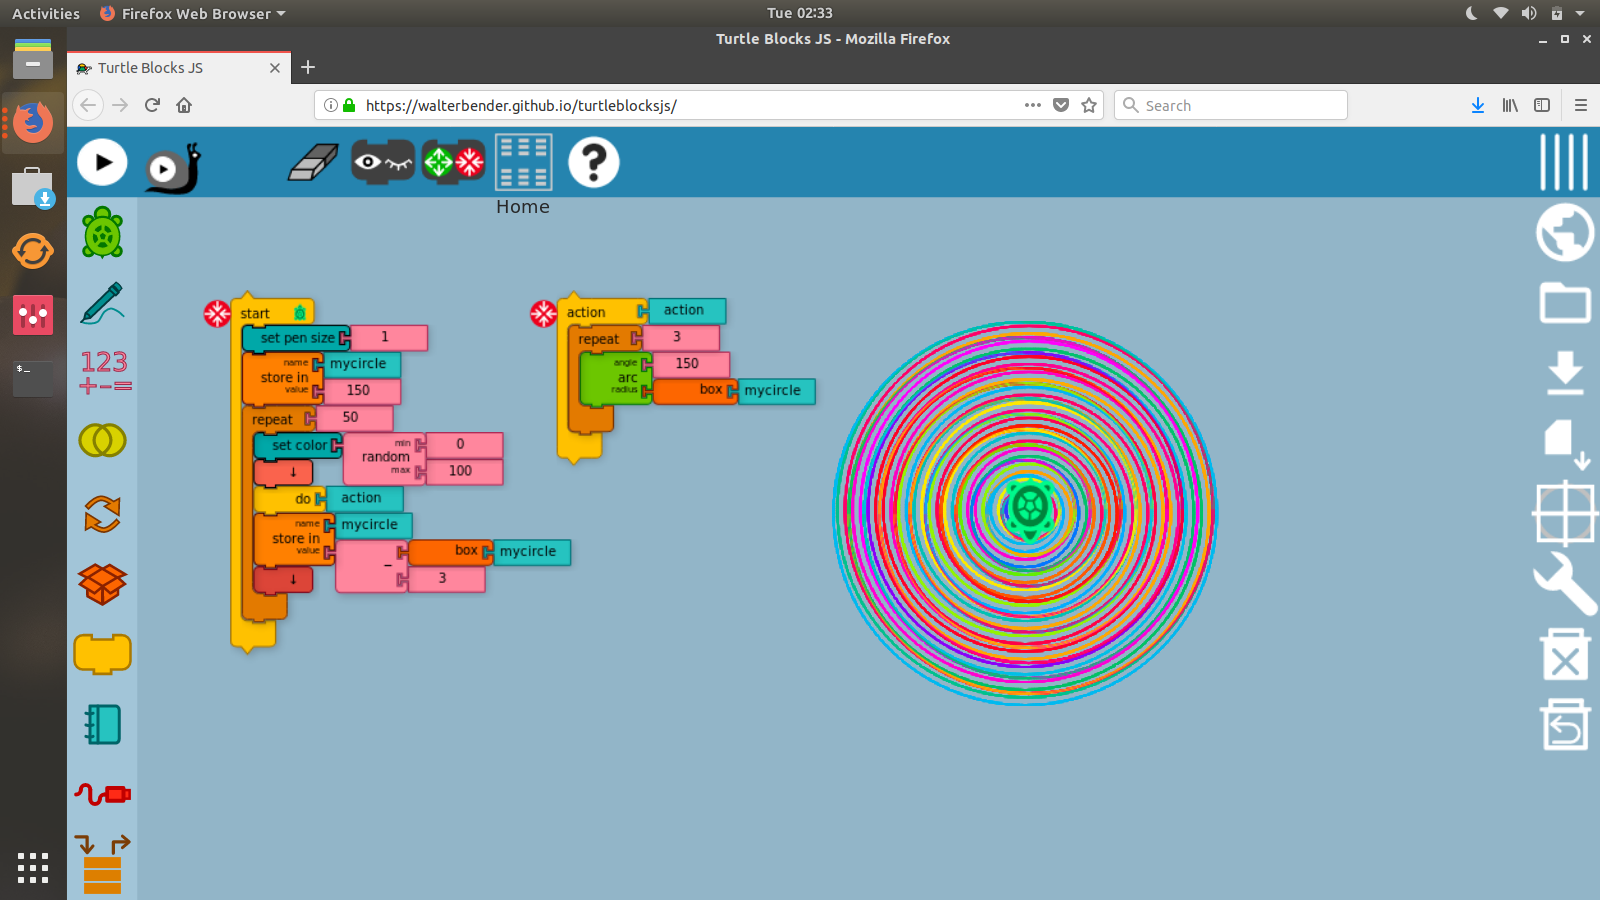 Activities Firefox Web Browser Tue 02:33
Turtle Blocks JS - Mozilla Firefox
Turtle Blocks JS
https://walterbender.github.io/turtleblocksjs/ Search
Home
start
set pen size 1
name mycircle
store in
value 150
repeat 50
set color random min 0
max 100
do action
name mycircle
store in
value − box mycircle
3
action action
repeat 3
angle 150
arc
radius box mycircle
123
+-=
?
$_